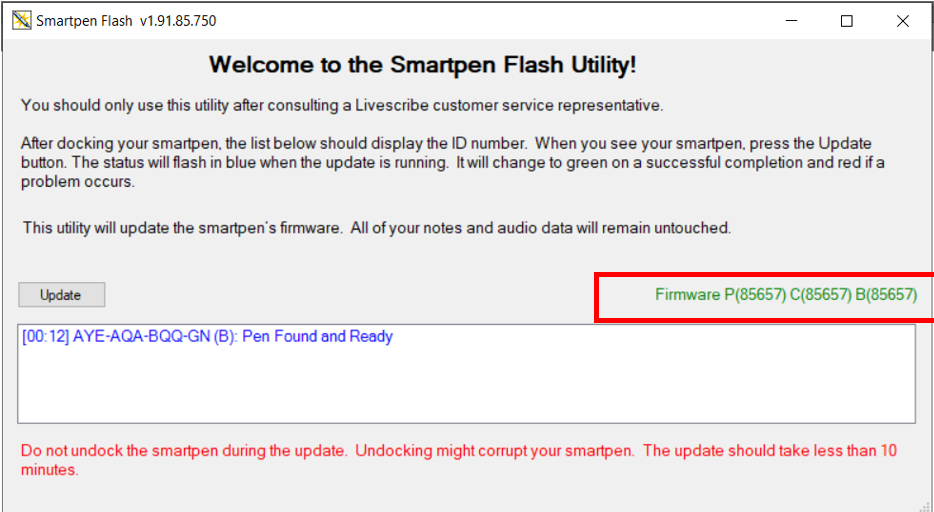 Smartpen Flash v1.91.85.750
Welcome to the Smartpen Flash Utility!
You should only use this utility after consulting a Livescribe customer service representative.
After docking your smartpen, the list below should display the ID number. When you see your smartpen, press the Update
button. The status will flash in blue when the update is running. It will change to green on a successful completion and red if a
problem occurs.
This utility will update the smartpen's firmware. All of your notes and audio data will remain untouched.
Update
Firmware P(85657) C(85657) B(85657)
[00:12] AYE-AQA-BQQ-GN (B): Pen Found and Ready
Do not undock the smartpen during the update. Undocking might corrupt your smartpen. The update should take less than 10
minutes.